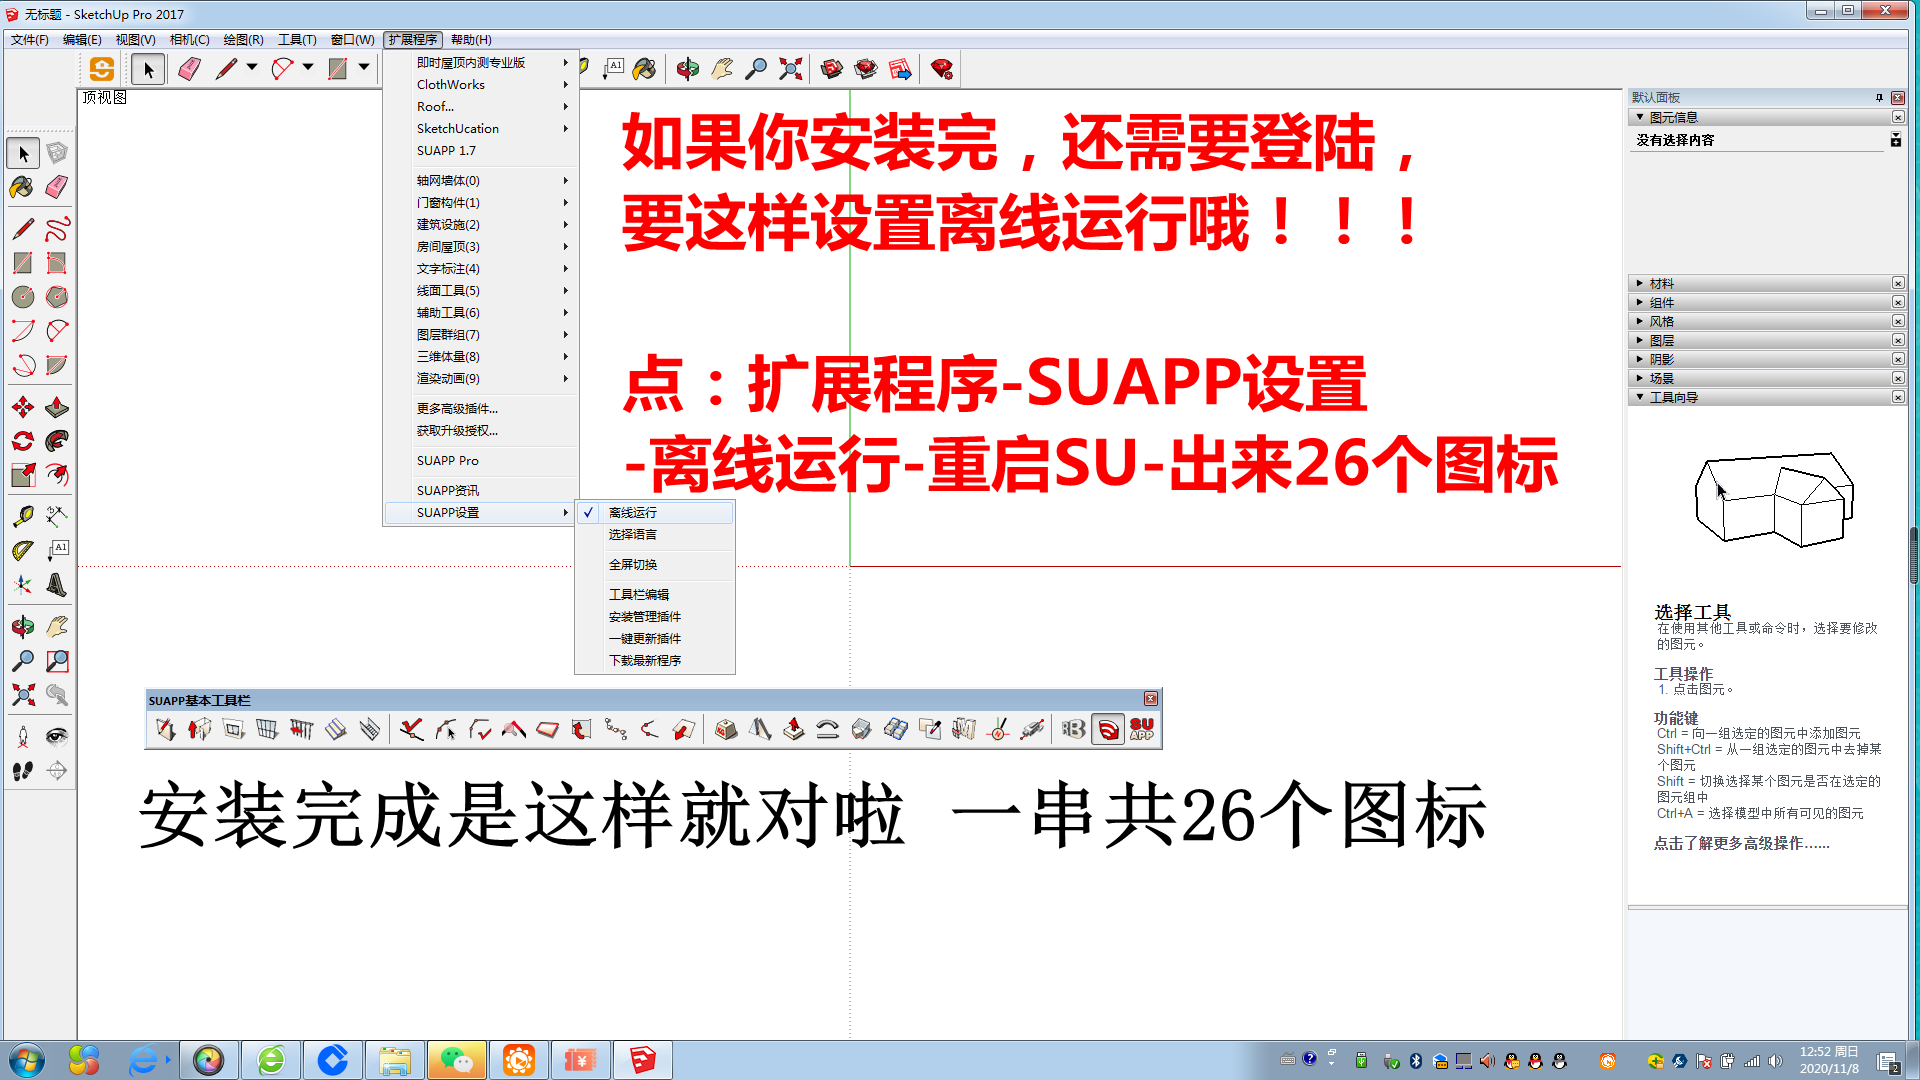 无标题 - SketchUp Pro 2017
文件(F) 编辑(E) 视图(V) 相机(C) 绘图(R) 工具(T) 窗口(W) 扩展程序 帮助(H)
顶视图
即时屋顶内测专业版
ClothWorks
Roof...
SketchUcation
SUAPP 1.7
轴网墙体(0)
门窗构件(1)
建筑设施(2)
房间屋顶(3)
文字标注(4)
线面工具(5)
辅助工具(6)
图层群组(7)
三维体量(8)
渲染动画(9)
更多高级插件...
获取升级授权...
SUAPP Pro
SUAPP资讯
SUAPP设置
离线运行
选择语言
全屏切换
工具栏编辑
安装管理插件
一键更新插件
下载最新程序
A1
如果你安装完，还需要登陆，
要这样设置离线运行哦！！！
点：扩展程序-SUAPP设置
-离线运行-重启SU-出来26个图标
A1
SUAPP基本工具栏
SU
APP
安装完成是这样就对啦 一串共26个图标
默认面板
图元信息
没有选择内容
材料
组件
风格
图层
阴影
场景
工具向导
选择工具
在使用其他工具或命令时，选择要修改
的图元。
工具操作
1. 点击图元。
功能键
Ctrl = 向一组选定的图元中添加图元
Shift+Ctrl = 从一组选定的图元中去掉某
个图元
Shift = 切换选择某个图元是否在选定的
图元组中
Ctrl+A = 选择模型中所有可见的图元
点击了解更多高级操作......
12:52 周日
2020/11/8
2